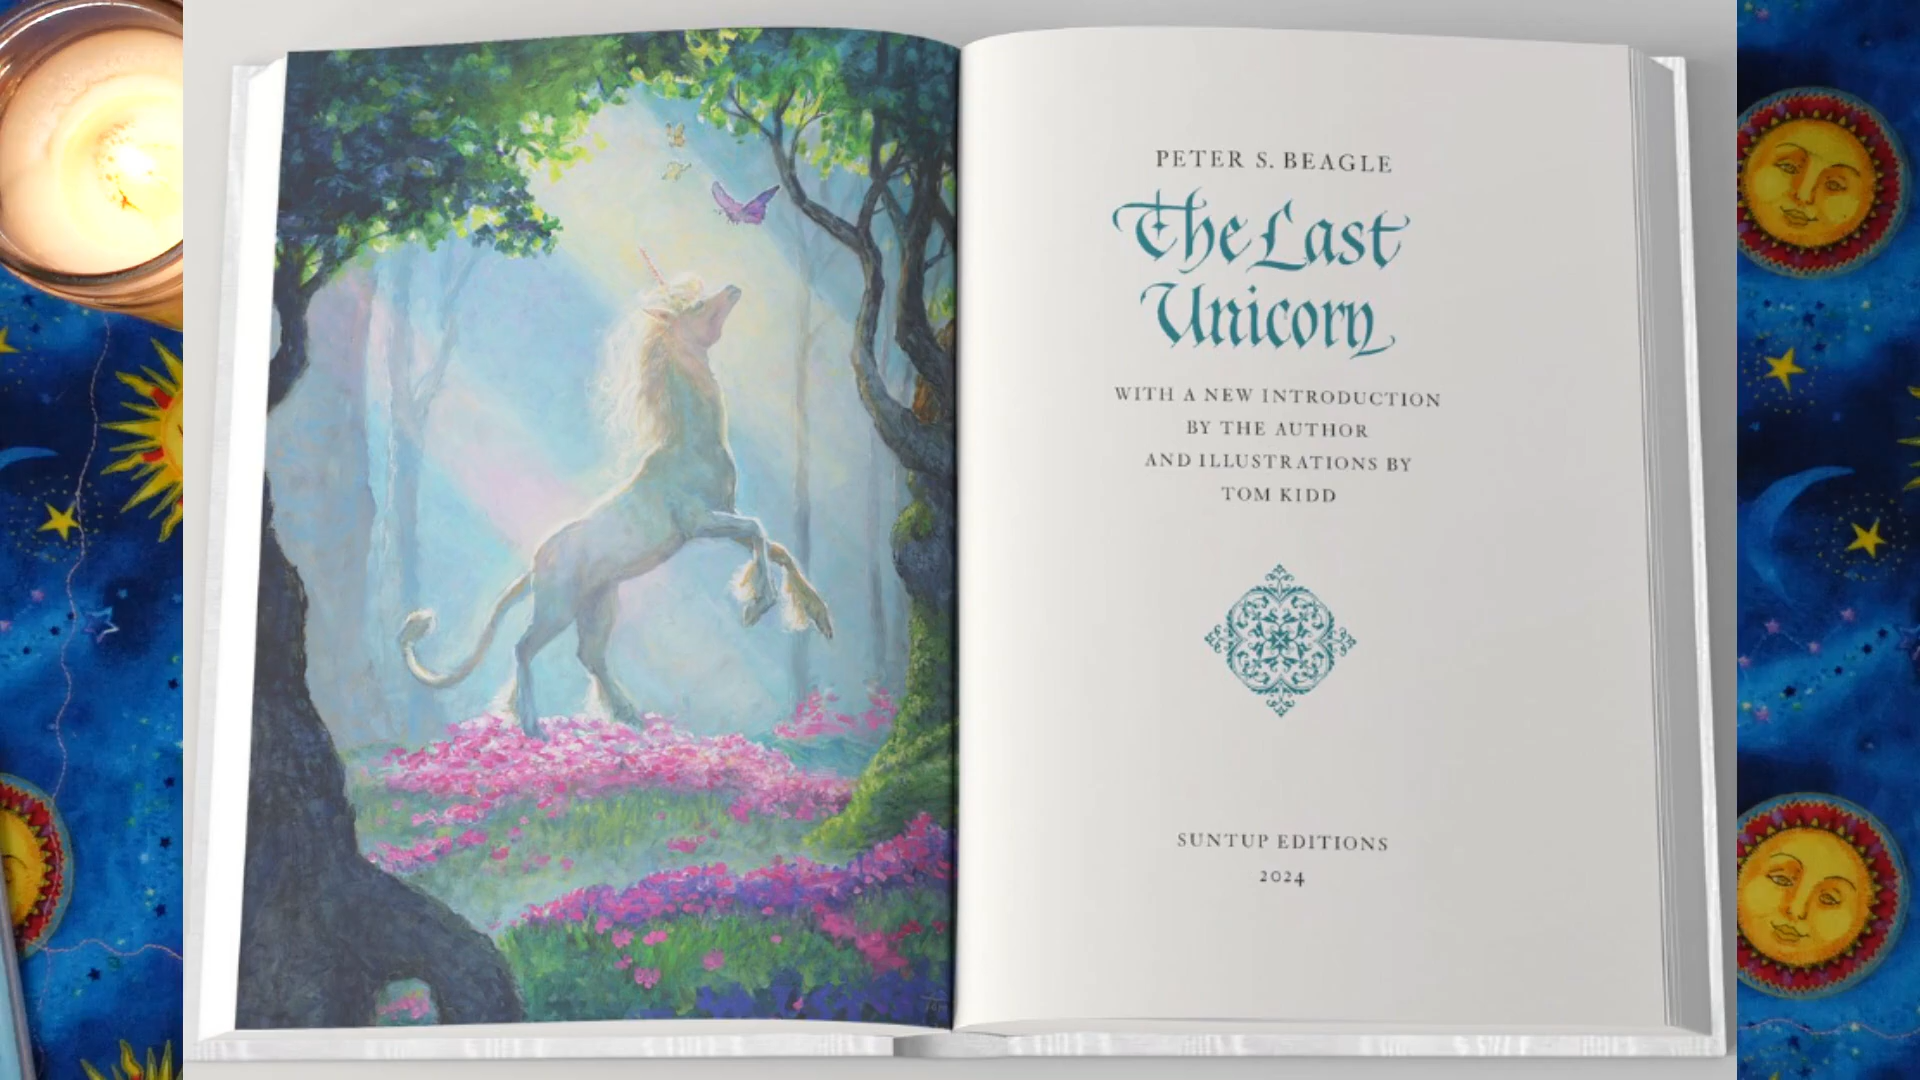 PETER S. BEAGLE
The Last
Unicorn
WITH A NEW INTRODUCTION
BY THE AUTHOR
AND ILLUSTRATIONS BY
TOM KIDD
SUNTUP EDITIONS
2024